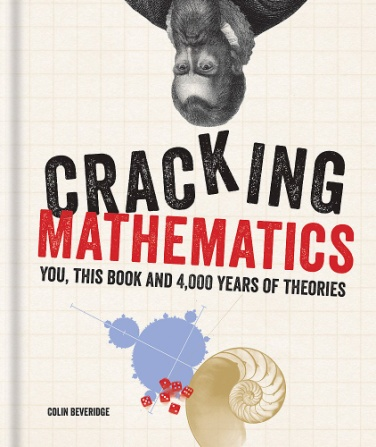 CRACKING
MATHEMATICS
YOU, THIS BOOK AND 4,000 YEARS OF THEORIES
COLIN BEVERIDGE